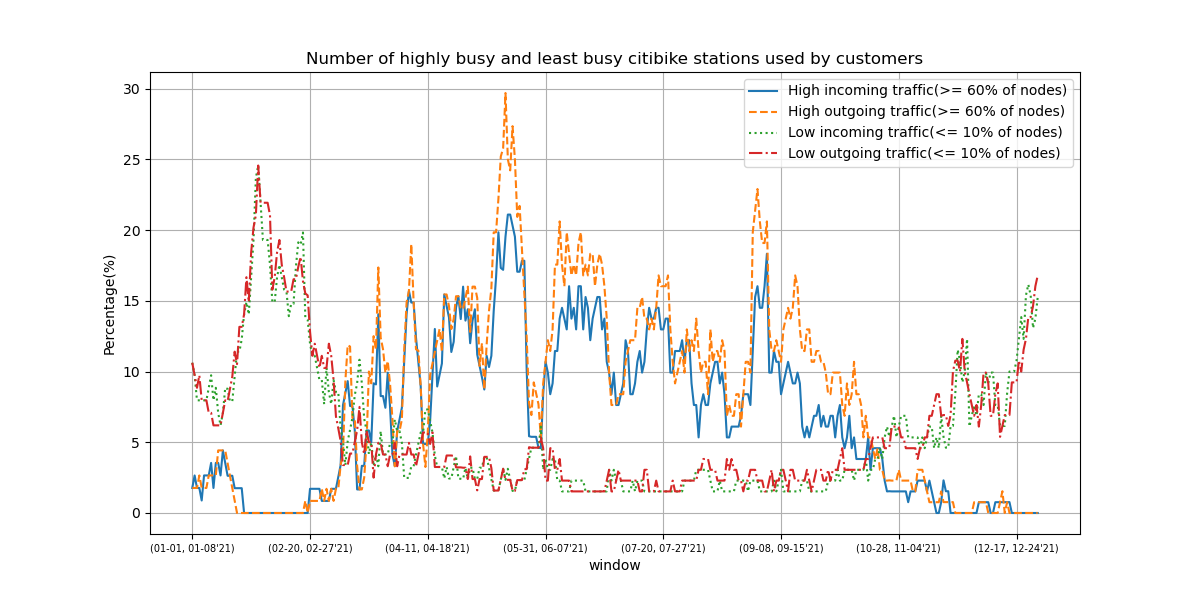 Number of highly busy and least busy citibike stations used by customers
High incoming traffic(>= 60% of nodes)
High outgoing traffic(>= 60% of nodes)
Low incoming traffic(<= 10% of nodes)
Low outgoing traffic(<= 10% of nodes)
Percentage(%)
30
25
20
15
10
5
0
(01-01, 01-08'21) (02-20, 02-27'21) (04-11, 04-18'21) (05-31, 06-07'21) (07-20, 07-27'21) (09-08, 09-15'21) (10-28, 11-04'21) (12-17, 12-24'21)
window